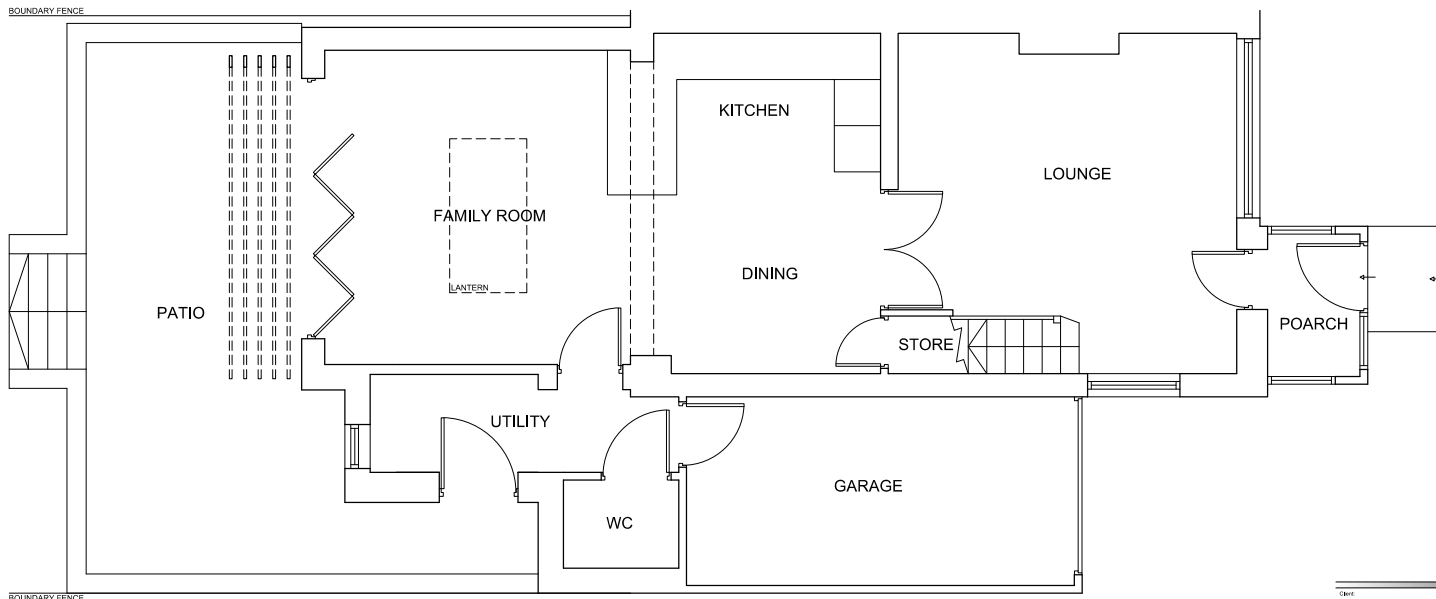 BOUNDARY FENCE
KITCHEN
LOUNGE
FAMILY ROOM
DINING
LANTERN
PATIO
POARCH
STORE
UTILITY
GARAGE
WC
BOUNDARY FENCE
Client: